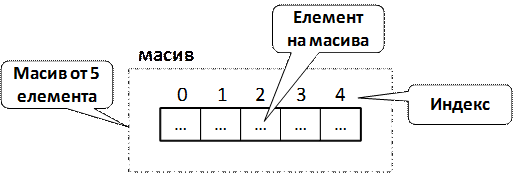 Елемент
на масива
масив
Масив от 5
елемента
0 1 2 3 4
Индекс
... ... ... ... ...